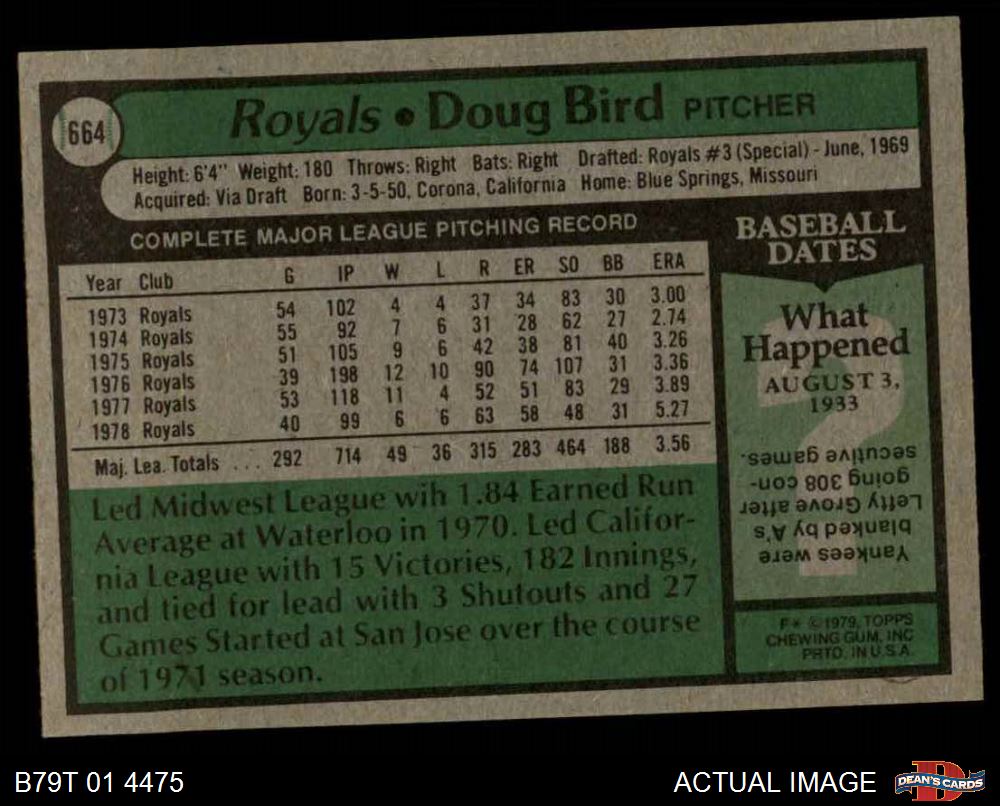 664
Royals • Doug Bird PITCHER
Height: 6'4" Weight: 180 Throws: Right Bats: Right Drafted: Royals #3 (Special) - June, 1969
Acquired: Via Draft Born: 3-5-50, Corona, California Home: Blue Springs, Missouri
COMPLETE MAJOR LEAGUE PITCHING RECORD
Year Club G IP W L R ER SO BB ERA
1973 Royals 54 102 4 4 37 34 83 30 3.00
1974 Royals 55 92 7 6 31 28 62 27 2.74
1975 Royals 51 105 9 6 42 38 81 40 3.26
1976 Royals 39 198 12 10 90 74 107 31 3.36
1977 Royals 53 118 11 4 52 51 83 29 3.89
1978 Royals 40 99 6 6 63 58 48 31 5.27
Maj. Lea. Totals ... 292 714 49 36 315 283 464 188 3.56
Led Midwest League wih 1.84 Earned Run
Average at Waterloo in 1970. Led Califor-
nia League with 15 Victories, 182 Innings,
and tied for lead with 3 Shutouts and 27
Games Started at San Jose over the course
of 1971 season.
BASEBALL
DATES
What
Happened
AUGUST 3,
1933
?
Yankees were
blanked by A's
Lefty Grove after
going 308 con-
secutive games.
F* ©1979, TOPPS
CHEWING GUM, INC
PRTD. IN U.S.A.
B79T 01 4475
ACTUAL IMAGE
D
DEAN'S CARDS